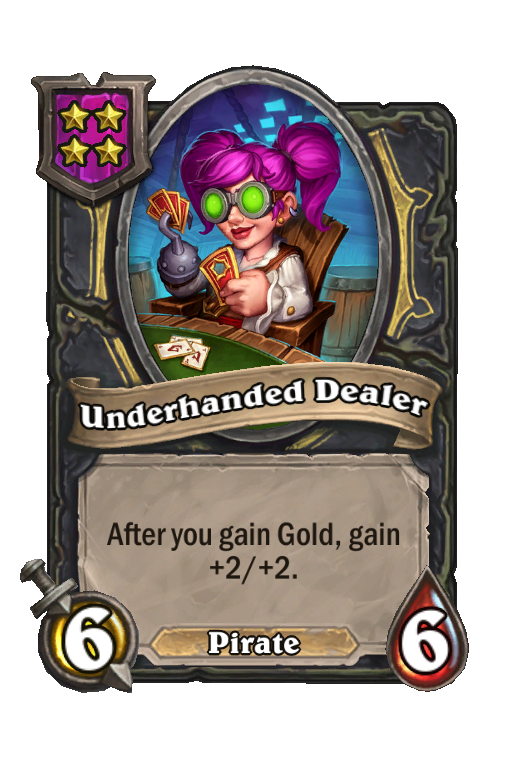 Underhanded Dealer
After you gain Gold, gain
+2/+2.
6
Pirate
6